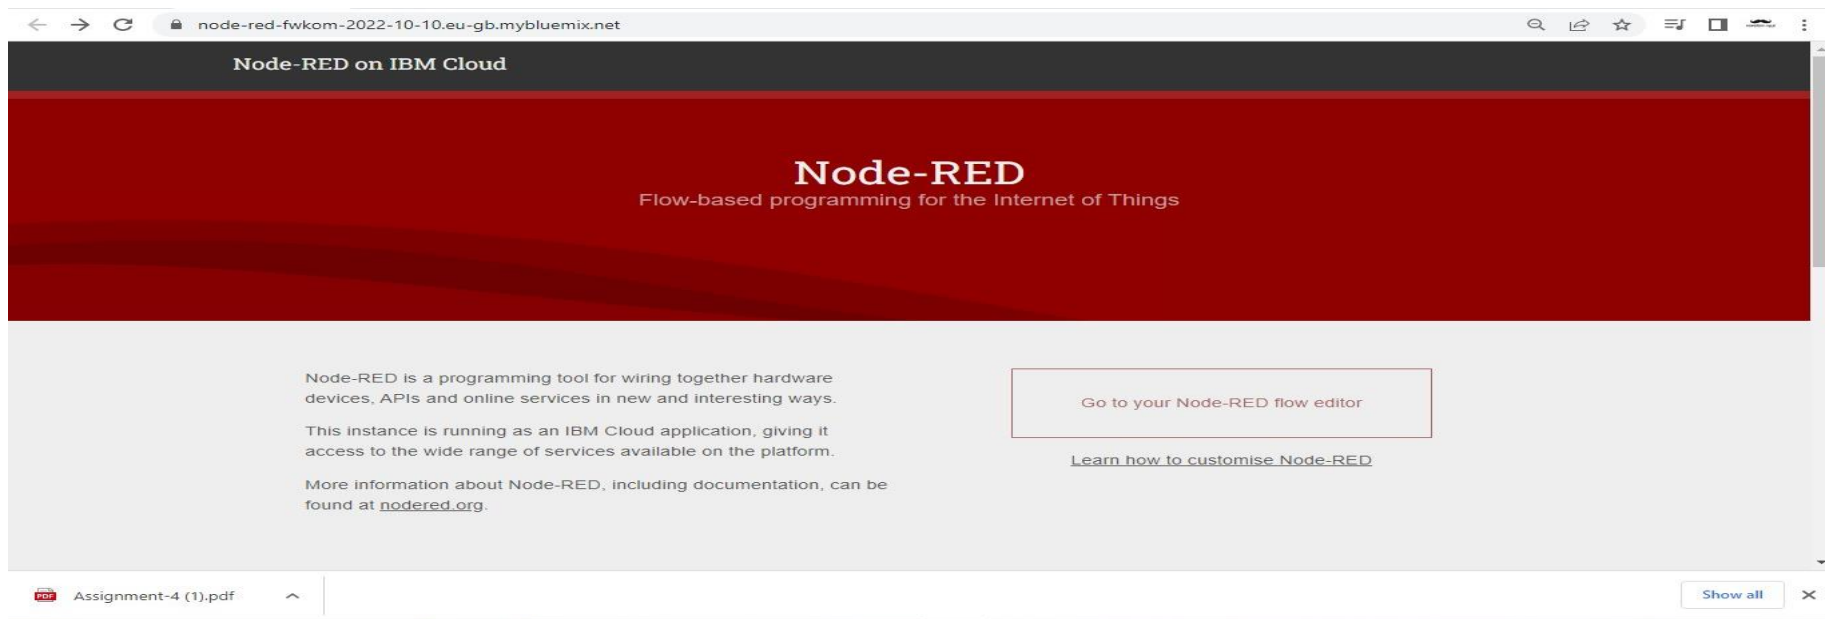 node-red-fwkom-2022-10-10.eu-gb.mybluemix.net
Node-RED on IBM Cloud
Node-RED
Flow-based programming for the Internet of Things
Node-RED is a programming tool for wiring together hardware
devices, APIs and online services in new and interesting ways.
This instance is running as an IBM Cloud application, giving it
access to the wide range of services available on the platform.
More information about Node-RED, including documentation, can be
found at nodered.org.
Go to your Node-RED flow editor
Learn how to customise Node-RED
PDF
Assignment-4 (1).pdf
Show all